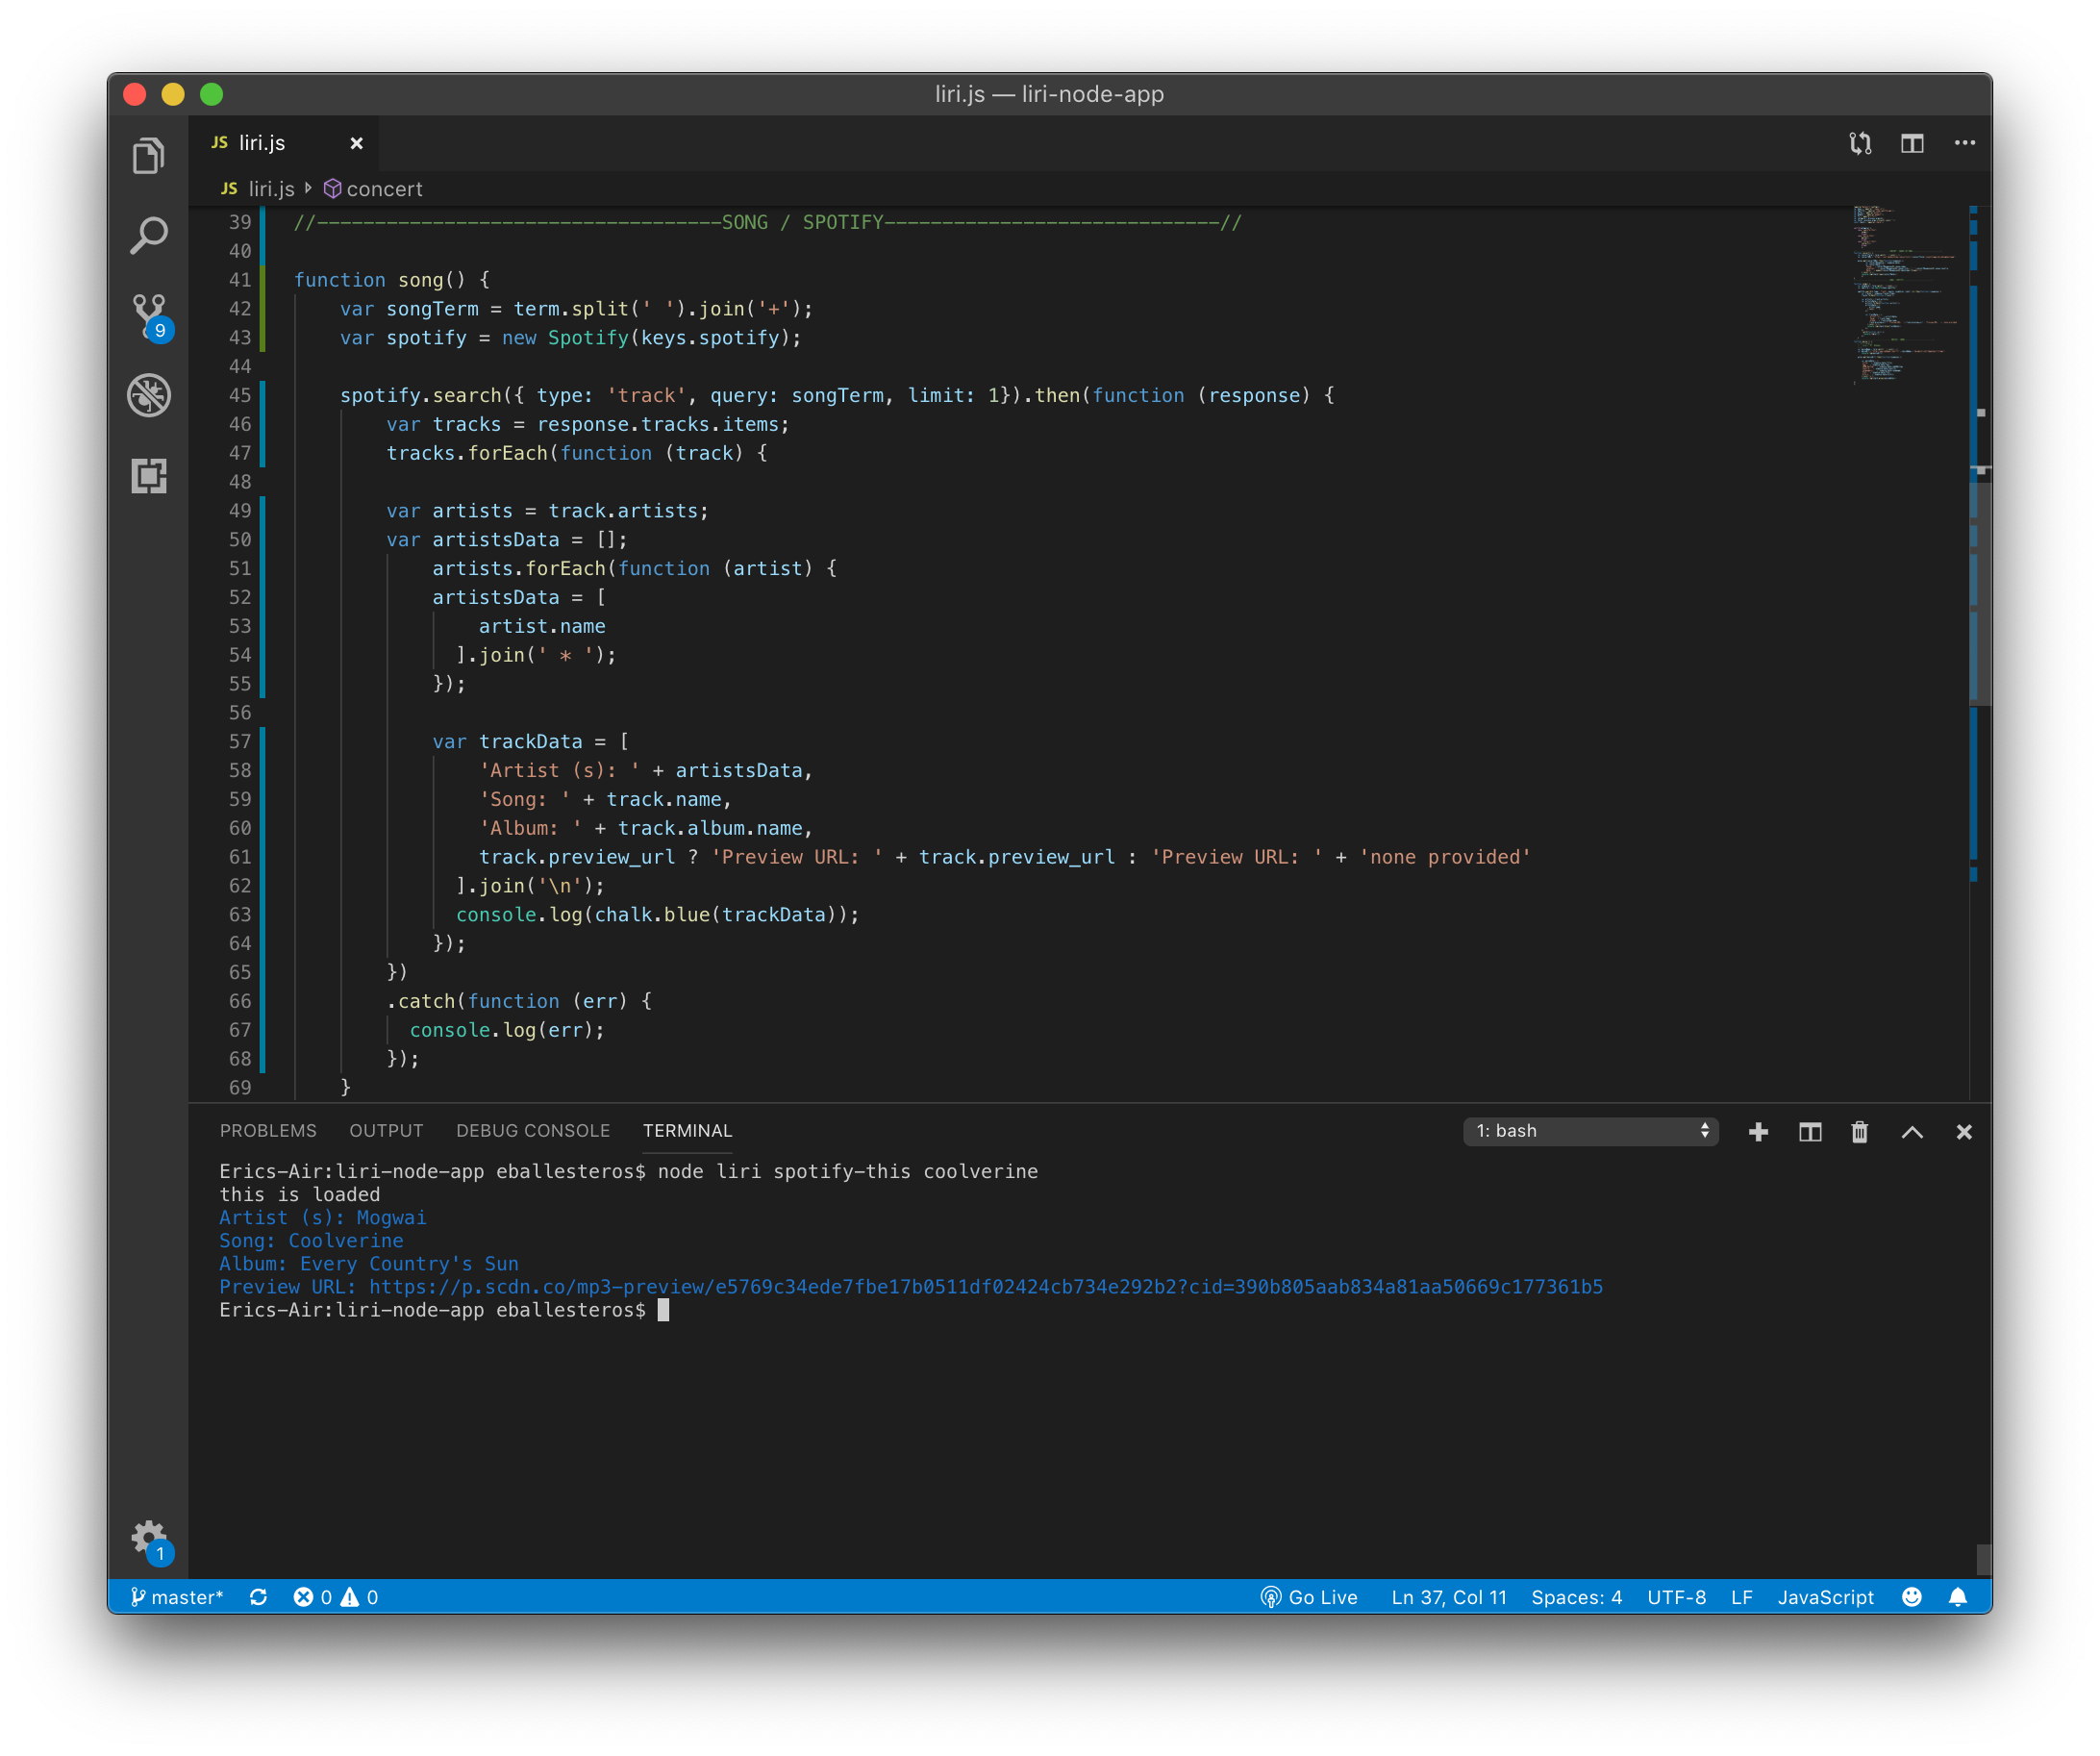 liri.js — liri-node-app
JS liri.js ×
JS liri.js concert
39 //-----------------------------------SONG / SPOTIFY-----------------------------//
40
41 function song() {
42 var songTerm = term.split(' ').join('+');
43 var spotify = new Spotify(keys.spotify);
44
45 spotify.search({ type: 'track', query: songTerm, limit: 1}).then(function (response) {
46 var tracks = response.tracks.items;
47 tracks.forEach(function (track) {
48
49 var artists = track.artists;
50 var artistsData = [];
51 artists.forEach(function (artist) {
52 artistsData = [
53 artist.name
54 ].join(' * ');
55 });
56
57 var trackData = [
58 'Artist (s): ' + artistsData,
59 'Song: ' + track.name,
60 'Album: ' + track.album.name,
61 track.preview_url ? 'Preview URL: ' + track.preview_url : 'Preview URL: ' + 'none provided'
62 ].join('\n');
63 console.log(chalk.blue(trackData));
64 });
65 })
66 .catch(function (err) {
67 console.log(err);
68 });
69 }
9
PROBLEMS OUTPUT DEBUG CONSOLE TERMINAL 1: bash
Erics-Air:liri-node-app eballesteros$ node liri spotify-this coolverine
this is loaded
Artist (s): Mogwai
Song: Coolverine
Album: Every Country's Sun
Preview URL: https://p.scdn.co/mp3-preview/e5769c34ede7fbe17b0511df02424cb734e292b2?cid=390b805aab834a81aa50669c177361b5
Erics-Air:liri-node-app eballesteros$
1
master* 0 0 Go Live Ln 37, Col 11 Spaces: 4 UTF-8 LF JavaScript